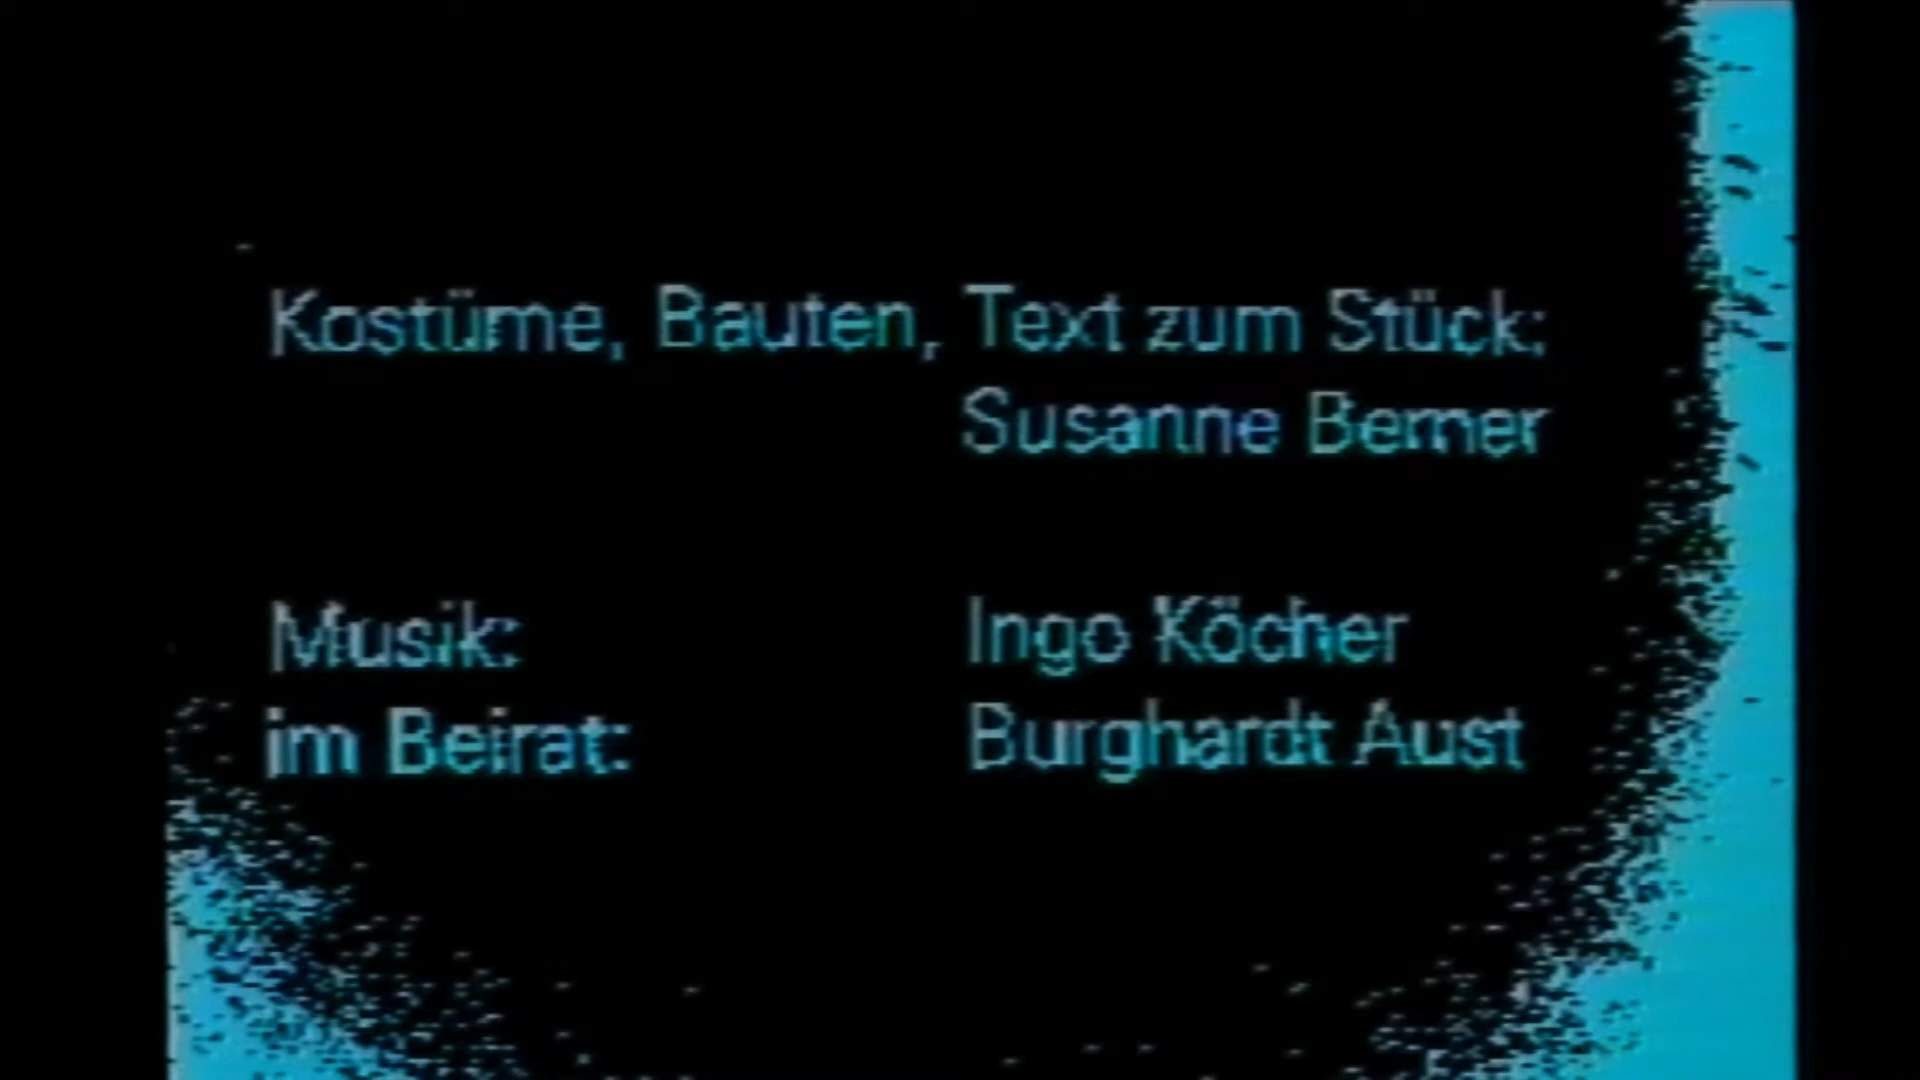 Kostüme, Bauten, Text zum Stück:
Susanne Berner
Musik: Ingo Köcher
im Beirat: Burghardt Aust